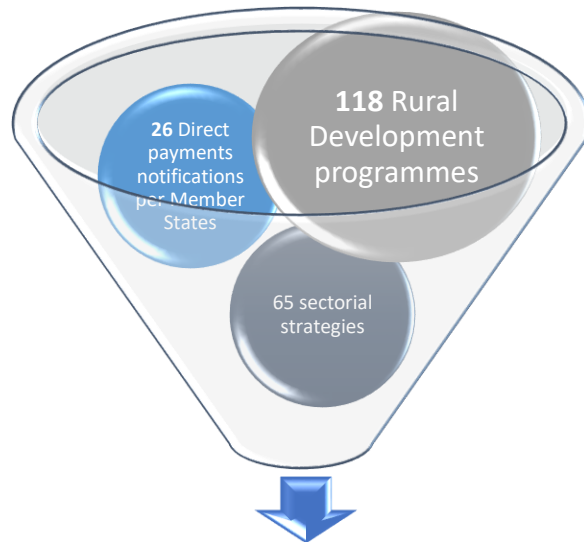 118 Rural
Development
programmes
26 Direct
payments
notifications
per Member
States
65 sectorial
strategies